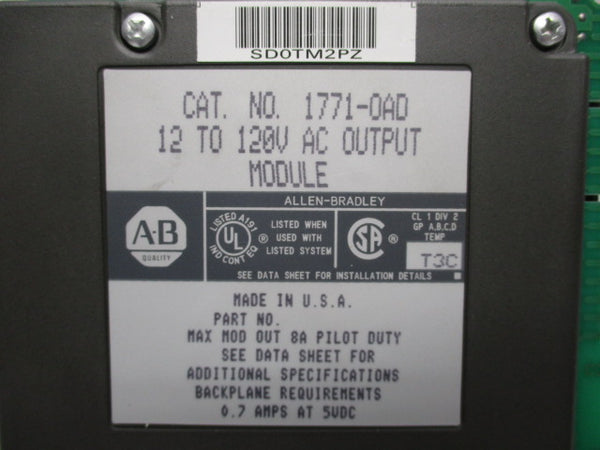 SD0TM2PZ
CAT. NO. 1771-OAD
12 TO 120V AC OUTPUT
MODULE
ALLEN-BRADLEY
A-B
QUALITY
LISTED A191
UL
IND CONT EQ
®
LISTED WHEN
USED WITH
LISTED SYSTEM
SA
®
CL 1 DIV 2
GP A,B,C,D
TEMP
T3C
SEE DATA SHEET FOR INSTALLATION DETAILS
MADE IN U.S.A.
PART NO.
MAX MOD OUT 8A PILOT DUTY
SEE DATA SHEET FOR
ADDITIONAL SPECIFICATIONS
BACKPLANE REQUIREMENTS
0.7 AMPS AT 5VDC